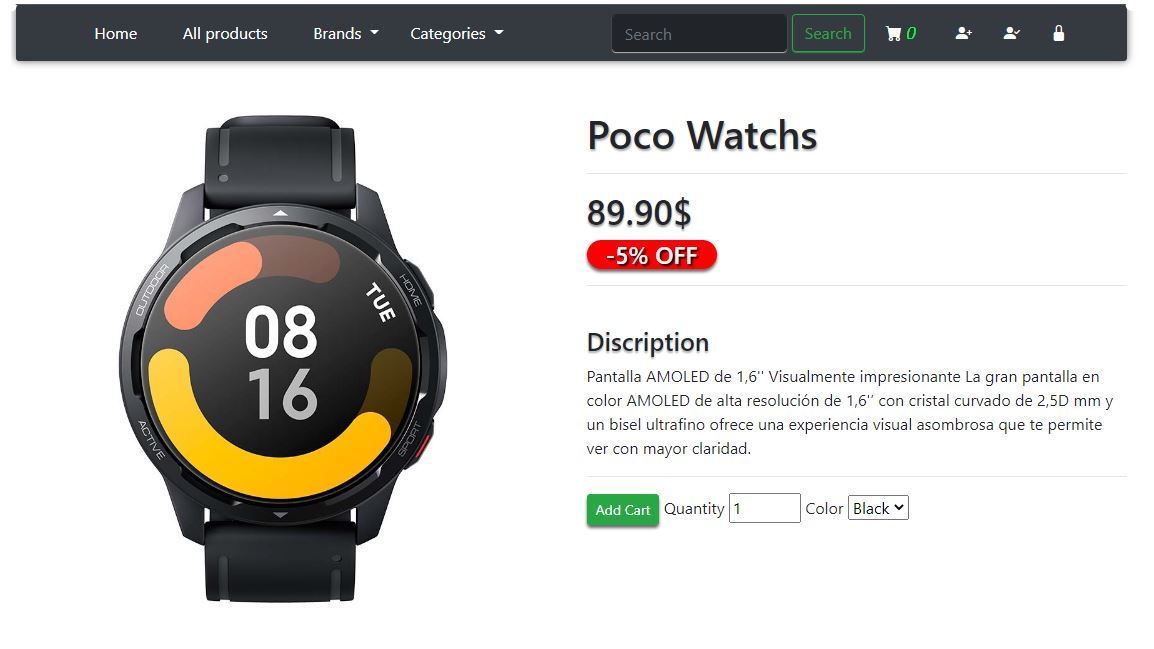 Home All products Brands Categories Search Search 0
Poco Watchs
89.90$
-5% OFF
OUTDOOR
HOME
TUE
08
16
ACTIVE
SPORT
Discription
Pantalla AMOLED de 1,6'' Visualmente impresionante La gran pantalla en
color AMOLED de alta resolución de 1,6’’ con cristal curvado de 2,5D mm y
un bisel ultrafino ofrece una experiencia visual asombrosa que te permite
ver con mayor claridad.
Add Cart Quantity 1 Color Black